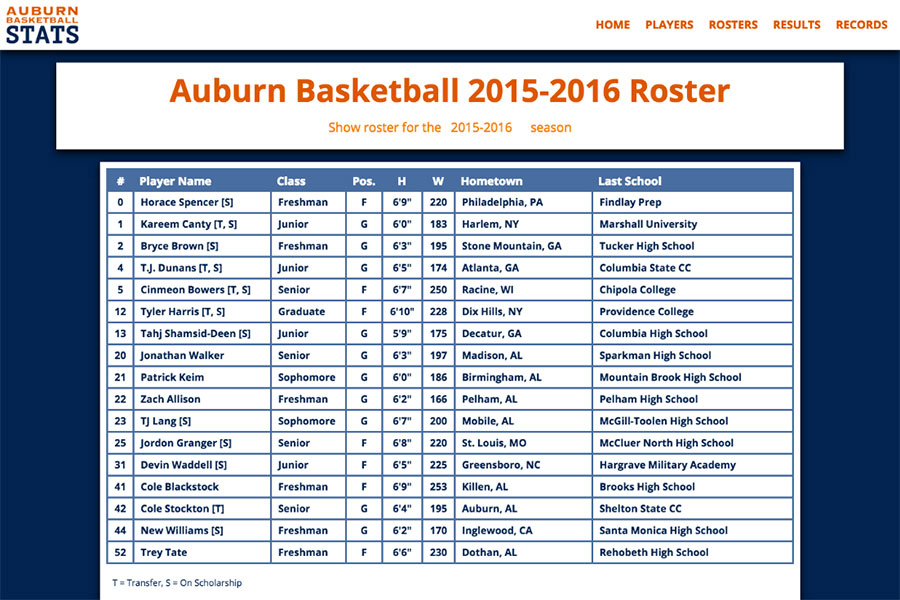 AUBURN
BASKETBALL
STATS
HOME PLAYERS ROSTERS RESULTS RECORDS
Auburn Basketball 2015-2016 Roster
Show roster for the 2015-2016 season
# Player Name Class Pos. H W Hometown Last School
0 Horace Spencer [S] Freshman F 6'9" 220 Philadelphia, PA Findlay Prep
1 Kareem Canty [T, S] Junior G 6'0" 183 Harlem, NY Marshall University
2 Bryce Brown [S] Freshman G 6'3" 195 Stone Mountain, GA Tucker High School
4 T.J. Dunans [T, S] Junior G 6'5" 174 Atlanta, GA Columbia State CC
5 Cinmeon Bowers [T, S] Senior F 6'7" 250 Racine, WI Chipola College
12 Tyler Harris [T, S] Graduate F 6'10" 228 Dix Hills, NY Providence College
13 Tahj Shamsid-Deen [S] Junior G 5'9" 175 Decatur, GA Columbia High School
20 Jonathan Walker Senior G 6'3" 197 Madison, AL Sparkman High School
21 Patrick Keim Sophomore G 6'0" 186 Birmingham, AL Mountain Brook High School
22 Zach Allison Freshman G 6'2" 166 Pelham, AL Pelham High School
23 TJ Lang [S] Sophomore G 6'7" 200 Mobile, AL McGill-Toolen High School
25 Jordon Granger [S] Senior F 6'8" 220 St. Louis, MO McCluer North High School
31 Devin Waddell [S] Junior F 6'5" 225 Greensboro, NC Hargrave Military Academy
41 Cole Blackstock Freshman F 6'9" 253 Killen, AL Brooks High School
42 Cole Stockton [T] Senior G 6'4" 195 Auburn, AL Shelton State CC
44 New Williams [S] Freshman G 6'2" 170 Inglewood, CA Santa Monica High School
52 Trey Tate Freshman F 6'6" 230 Dothan, AL Rehobeth High School
T = Transfer, S = On Scholarship